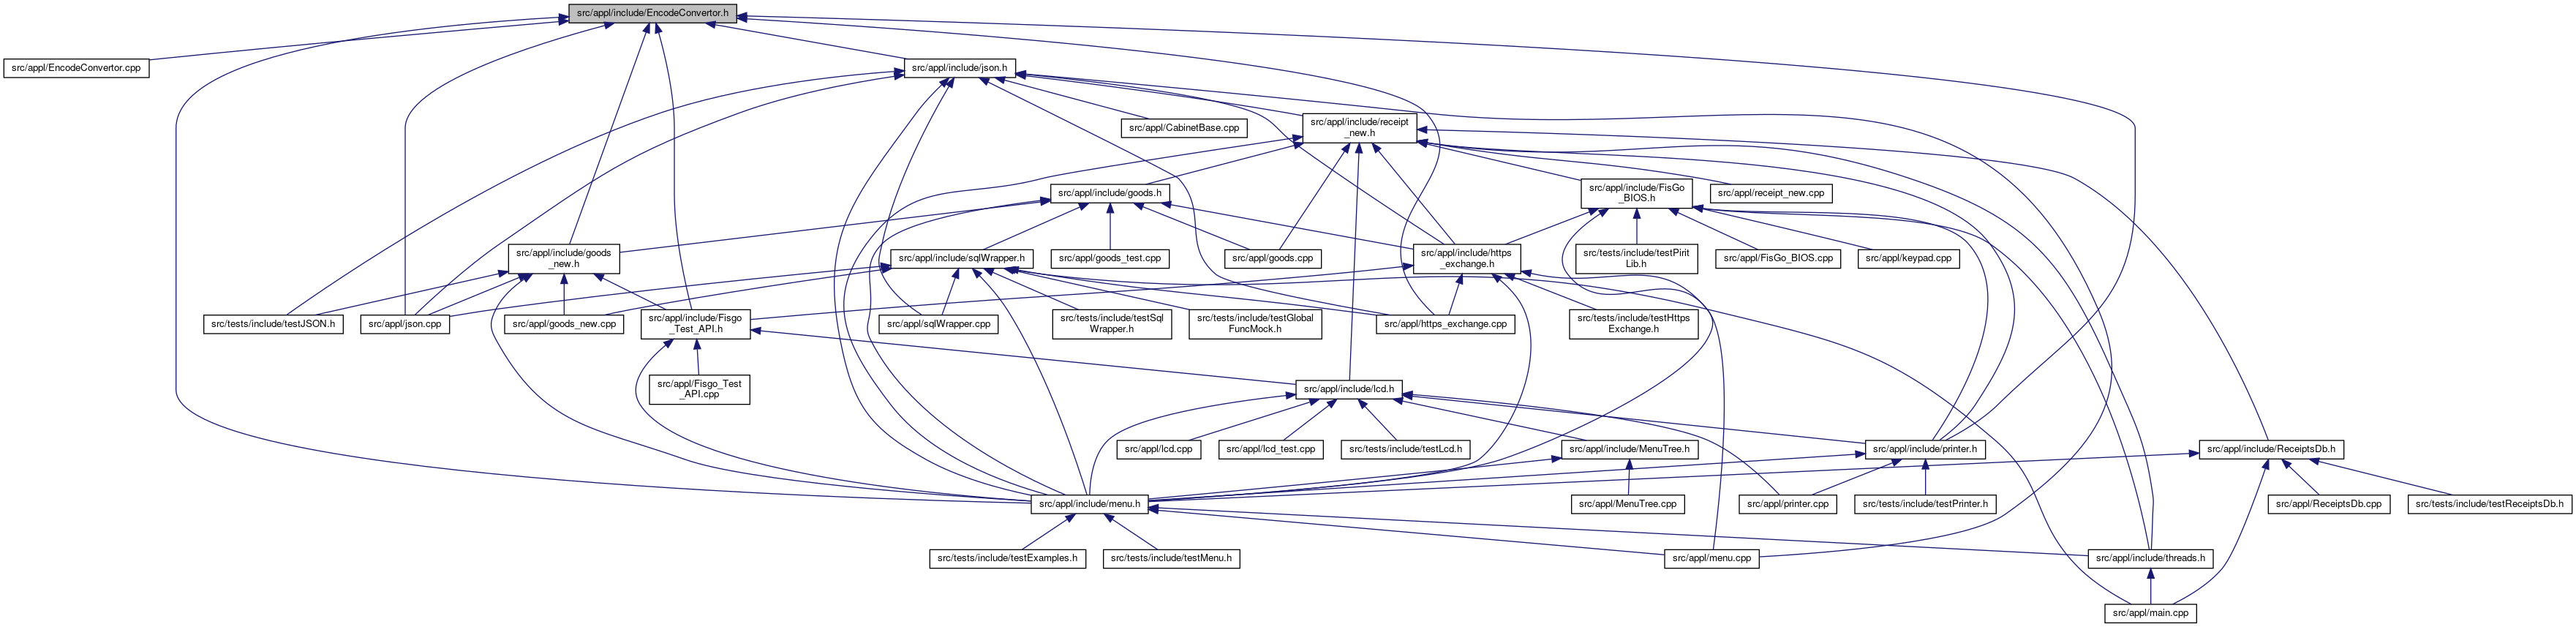 src/appl/include/EncodeConvertor.h
src/appl/EncodeConvertor.cpp
src/appl/include/json.h
src/appl/CabinetBase.cpp
src/appl/include/receipt
_new.h
src/appl/include/goods.h
src/appl/include/FisGo
_BIOS.h
src/appl/receipt_new.cpp
src/appl/include/goods
_new.h
src/appl/include/sqlWrapper.h
src/appl/goods_test.cpp
src/appl/goods.cpp
src/appl/include/https
_exchange.h
src/tests/include/testPirit
Lib.h
src/appl/FisGo_BIOS.cpp
src/appl/keypad.cpp
src/tests/include/testJSON.h
src/appl/json.cpp
src/appl/goods_new.cpp
src/appl/include/Fisgo
_Test_API.h
src/appl/sqlWrapper.cpp
src/tests/include/testSql
Wrapper.h
src/tests/include/testGlobal
FuncMock.h
src/appl/https_exchange.cpp
src/tests/include/testHttps
Exchange.h
src/appl/Fisgo_Test
_API.cpp
src/appl/include/lcd.h
src/appl/lcd.cpp
src/appl/lcd_test.cpp
src/tests/include/testLcd.h
src/appl/include/MenuTree.h
src/appl/include/printer.h
src/appl/include/ReceiptsDb.h
src/appl/include/menu.h
src/appl/MenuTree.cpp
src/appl/printer.cpp
src/tests/include/testPrinter.h
src/appl/ReceiptsDb.cpp
src/tests/include/testReceiptsDb.h
src/tests/include/testExamples.h
src/tests/include/testMenu.h
src/appl/menu.cpp
src/appl/include/threads.h
src/appl/main.cpp